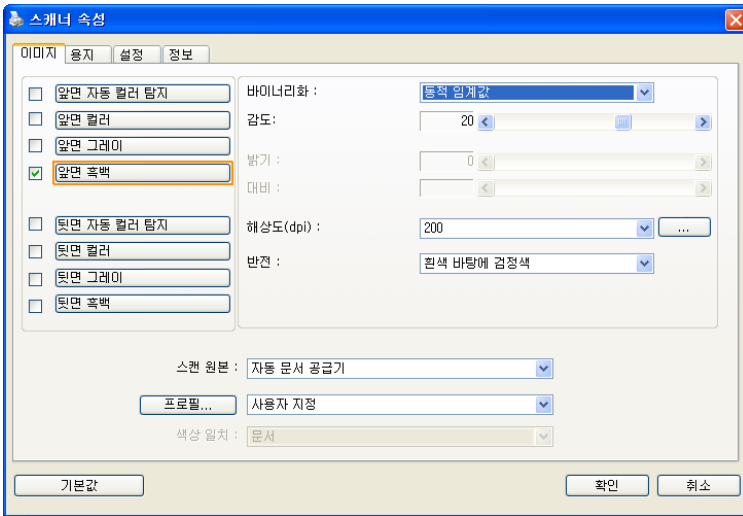 스캐너 속성
이미지 용지 설정 정보
앞면 자동 컬러 탐지
앞면 컬러
앞면 그레이
앞면 흑백
뒷면 자동 컬러 탐지
뒷면 컬러
뒷면 그레이
뒷면 흑백
바이너리화 : 동적 임계값
감도: 20
밝기 : 0
대비 :
해상도(dpi) : 200 ...
반전 : 흰색 바탕에 검정색
스캔 원본 : 자동 문서 공급기
프로필... 사용자 지정
색상 일치 : 문서
기본값 확인 취소